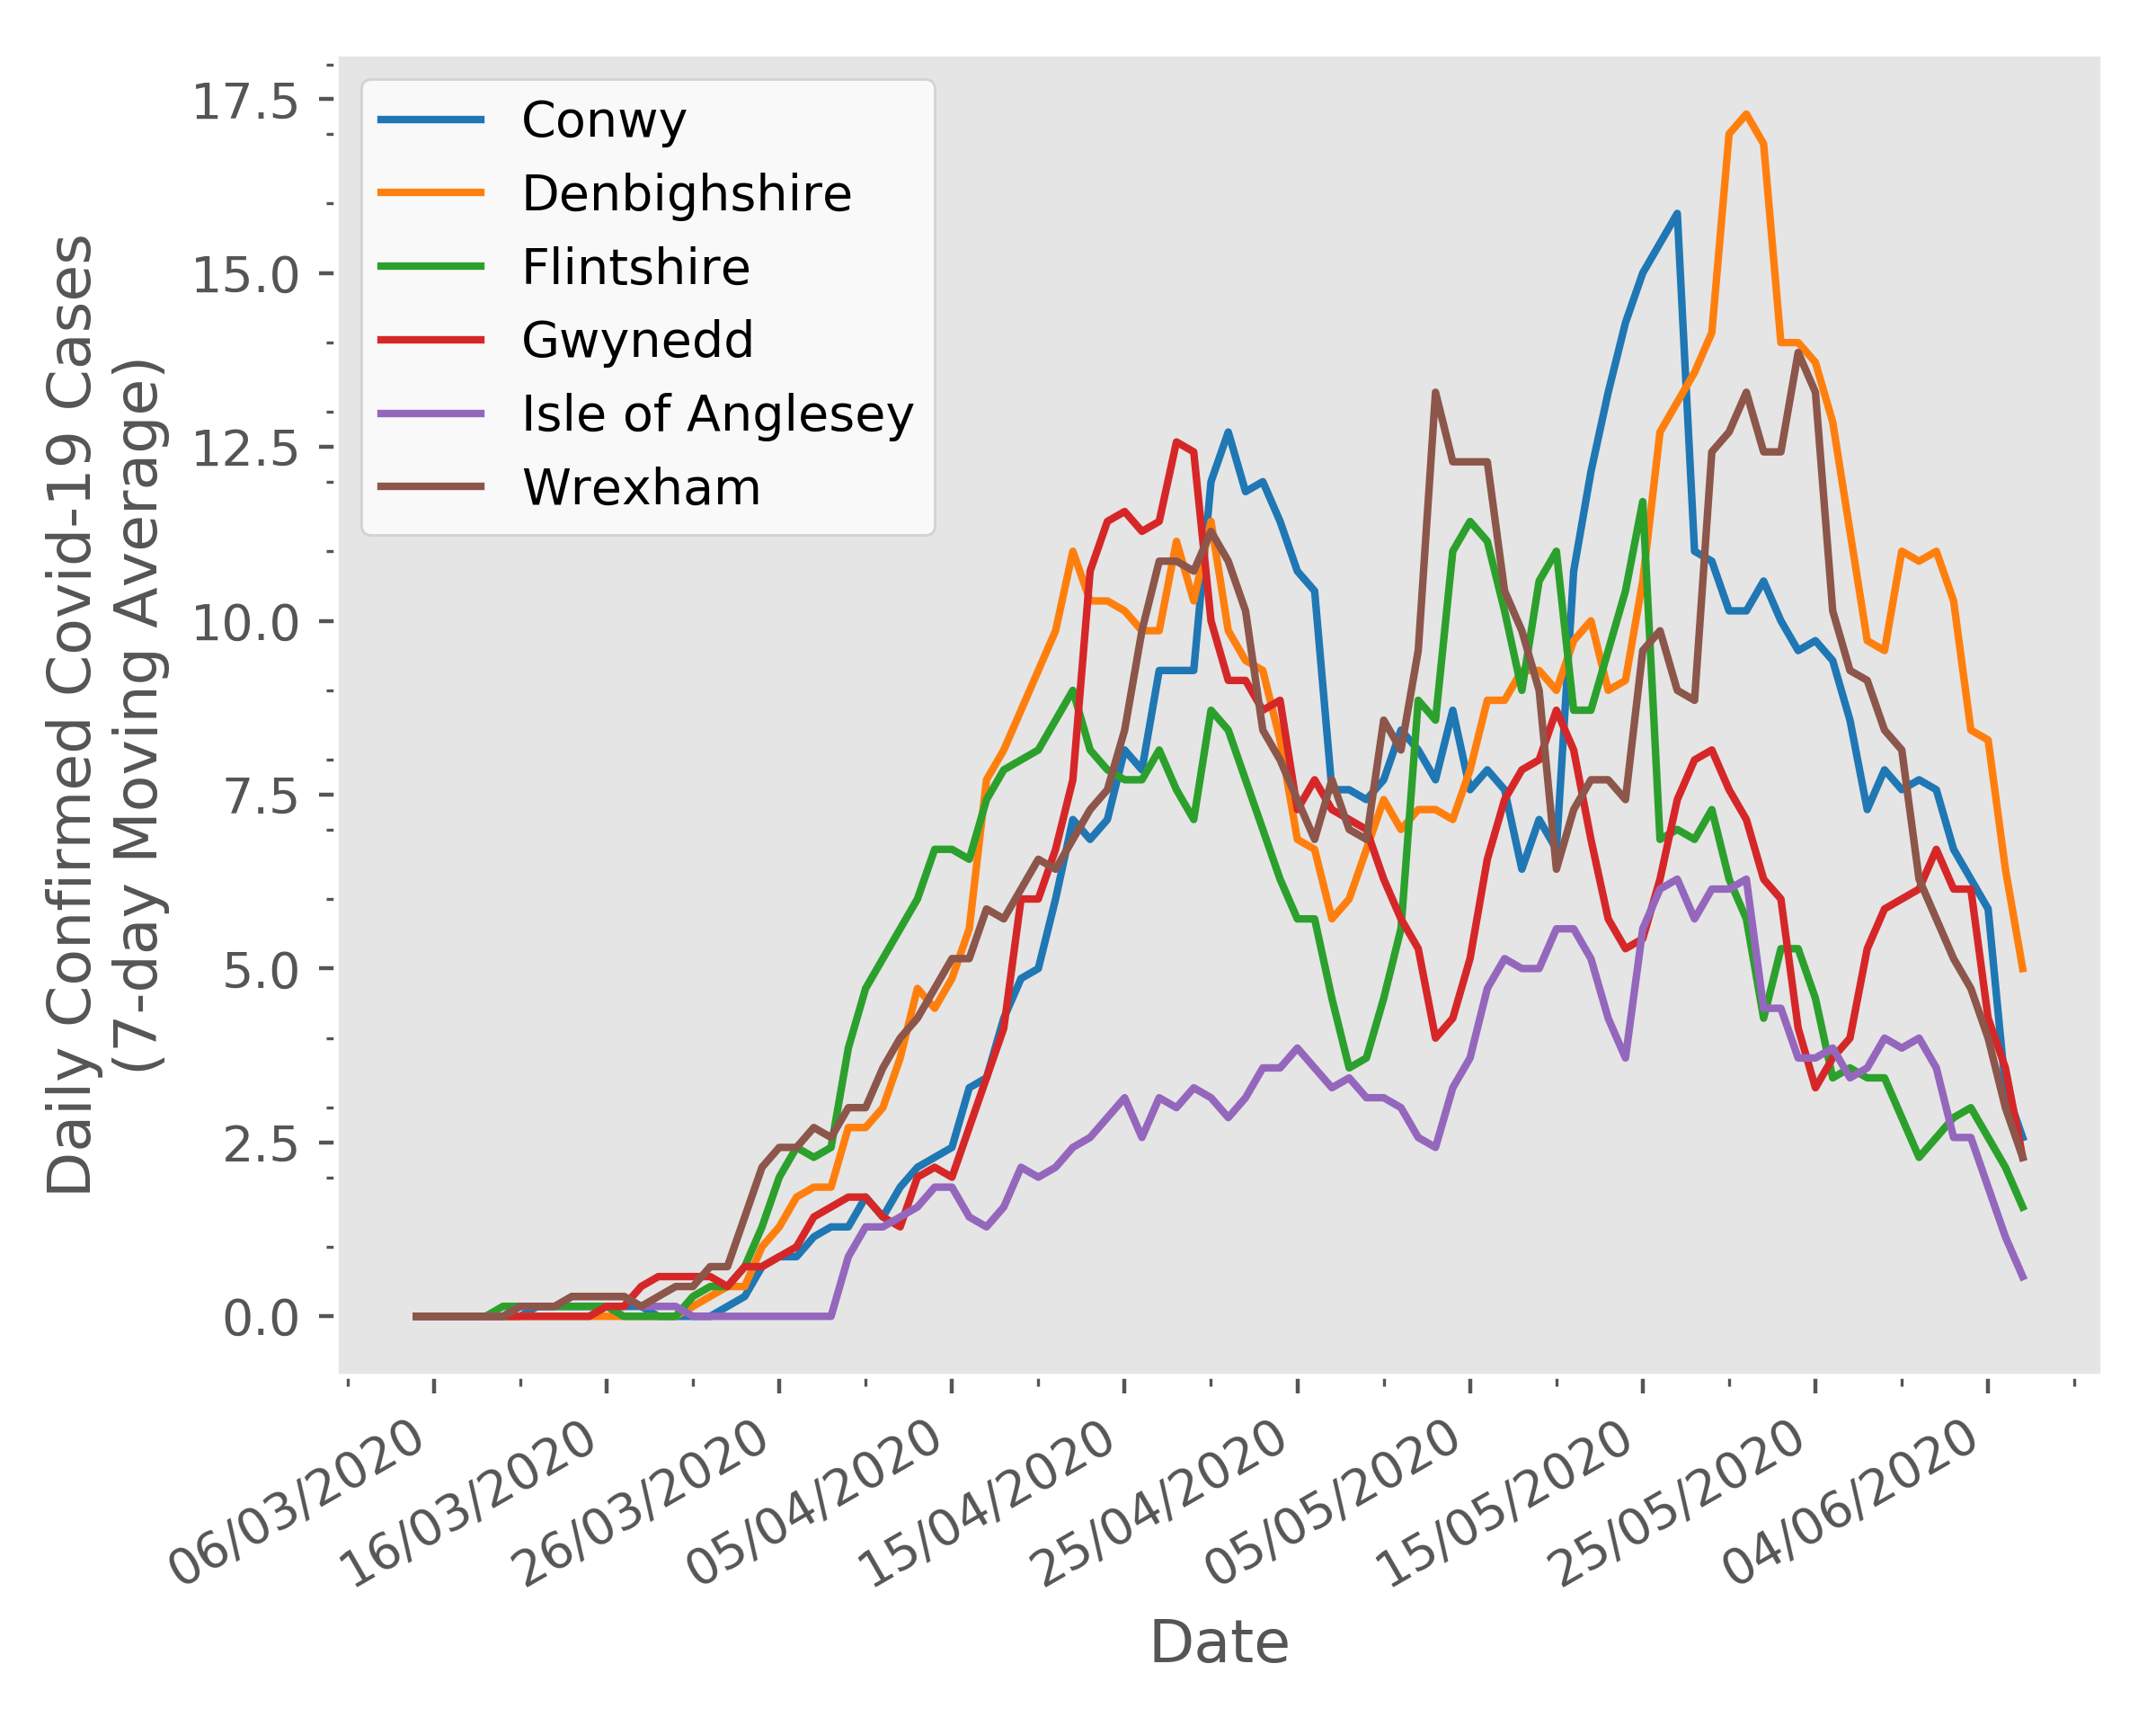 Daily Confirmed Covid-19 Cases
(7-day Moving Average)
17.5
15.0
12.5
10.0
7.5
5.0
2.5
0.0
Conwy
Denbighshire
Flintshire
Gwynedd
Isle of Anglesey
Wrexham
06/03/2020
16/03/2020
26/03/2020
05/04/2020
15/04/2020
25/04/2020
05/05/2020
15/05/2020
25/05/2020
04/06/2020
Date